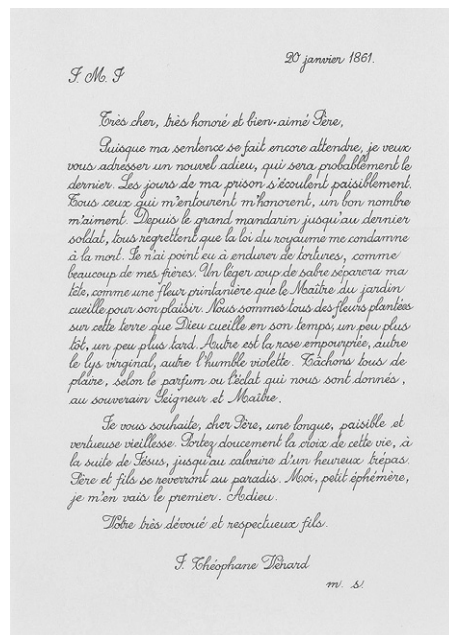 20 janvier 1861.
J. M. J
Très cher, très honoré et bien-aimé Père,
Puisque ma sentence se fait encore attendre, je veux
vous adresser un nouvel adieu, qui sera probablement le
dernier. Les jours de ma prison s'écoulent paisiblement.
Tous ceux qui m'entourent m'honorent, un bon nombre
m'aiment. Depuis le grand mandarin jusqu'au dernier
soldat, tous regrettent que la loi du royaume me condamne
à la mort. Je n'ai point eu à endurer de tortures, comme
beaucoup de mes frères. Un léger coup de sabre séparera ma
tête, comme une fleur printanière que le Maître du jardin
cueille pour son plaisir. Nous sommes tous des fleurs plantées
sur cette terre que Dieu cueille en son temps, un peu plus
tôt, un peu plus tard. Autre est la rose empourprée, autre
le lys virginal, autre l'humble violette. Tâchons tous de
plaire, selon le parfum ou l'éclat qui nous sont donnés,
au souverain Seigneur et Maître.
Je vous souhaite, cher Père, une longue, paisible et
vertueuse vieillesse. Portez doucement la croix de cette vie, à
la suite de Jésus, jusqu'au calvaire d'un heureux trépas.
Père et fils se reverront au paradis. Moi, petit éphémère,
je m'en vais le premier. Adieu.
Votre très dévoué et respectueux fils.
J. Théophane Vénard
m. s.